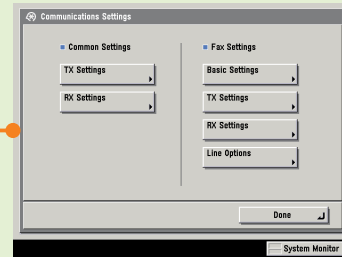 Communications Settings
Common Settings
TX Settings
RX Settings
Fax Settings
Basic Settings
TX Settings
RX Settings
Line Options
Done
System Monitor